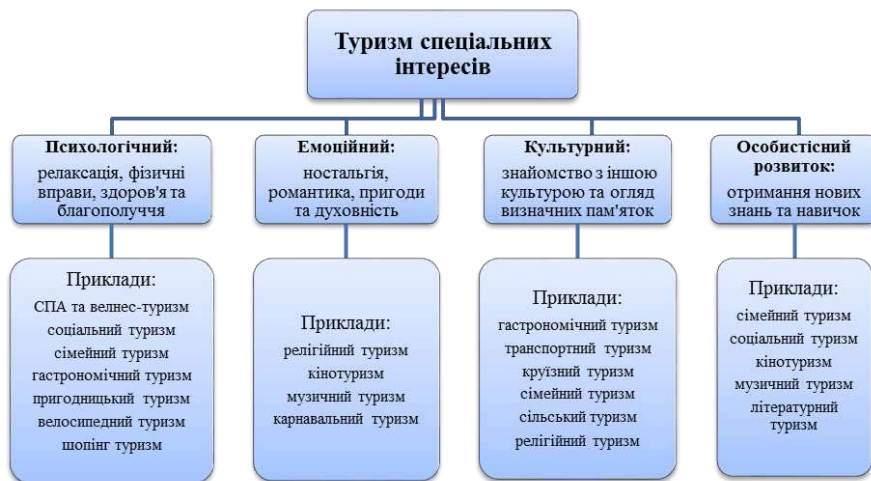 Туризм спеціальних
інтересів
Психологічний:
релаксація, фізичні
вправи, здоров'я та
благополуччя
Емоційний:
ностальгія,
романтика, пригоди
та духовність
Культурний:
знайомство з іншою
культурою та огляд
визначних пам'яток
Особистісний
розвиток:
отримання нових
знань та навичок
Приклади:
СПА та велнес-туризм
соціальний туризм
сімейний туризм
гастрономічний туризм
пригодницький туризм
велосипедний туризм
шопінг туризм
Приклади:
релігійний туризм
кінотуризм
музичний туризм
карнавальний туризм
Приклади:
гастрономічний туризм
транспортний туризм
круїзний туризм
сімейний туризм
сільський туризм
релігійний туризм
Приклади:
сімейний туризм
соціальний туризм
кінотуризм
музичний туризм
літературний
туризм